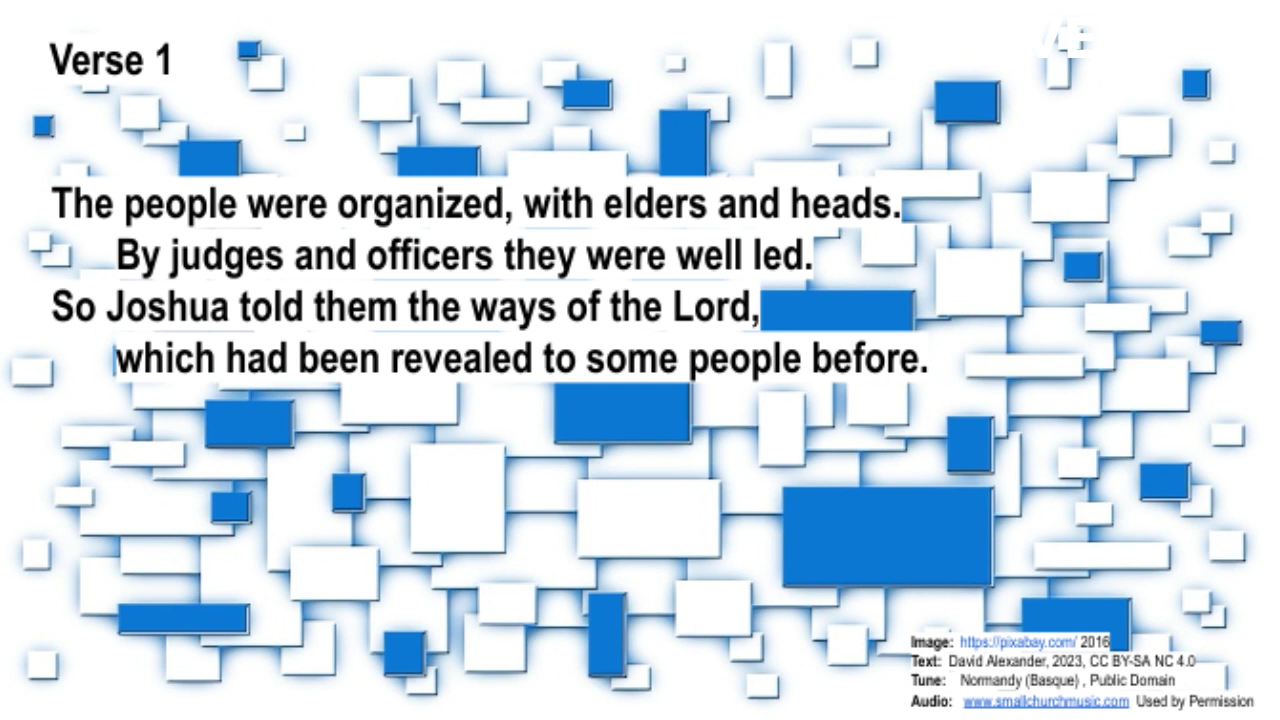 Verse 1
The people were organized, with elders and heads.
By judges and officers they were well led.
So Joshua told them the ways of the Lord,
which had been revealed to some people before.
Image: https://pixabay.com/ 2016
Text: David Alexander, 2023, CC BY-SA NC 4.0
Tune: Normandy (Basque) , Public Domain
Audio: www.smallchurchmusic.com Used by Permission